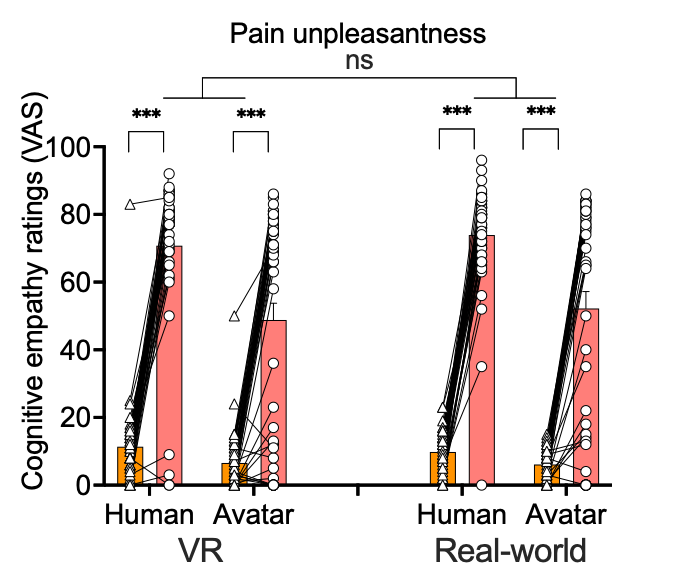 Pain unpleasantness
ns
*** *** *** ***
Cognitive empathy ratings (VAS)
100
80
60
40
20
0
Human Avatar Human Avatar
VR Real-world